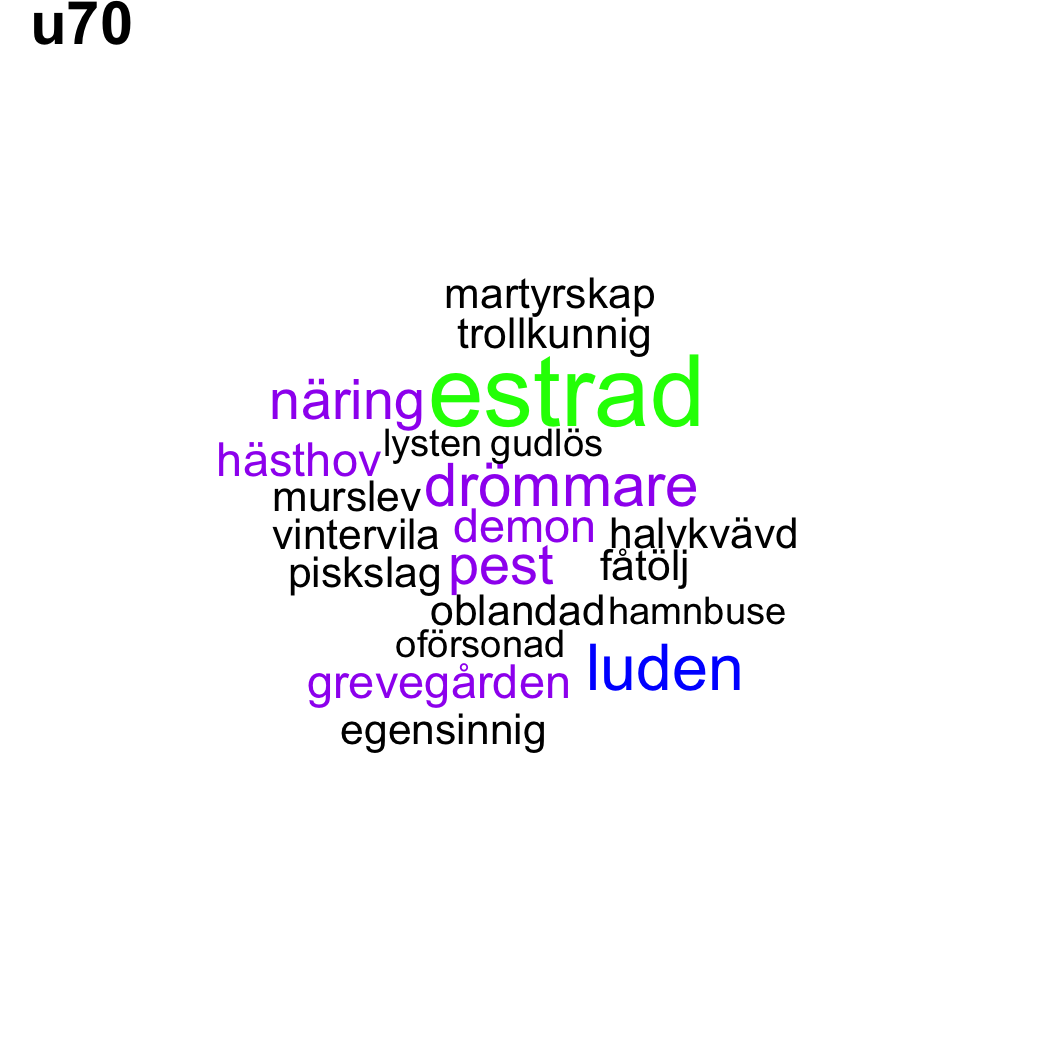 u70
martyrskap
trollkunnig
näring estrad
lysten gudlös
hästhov
murslev drömmare
vintervila demon halvkvävd
piskslag pest fåtölj
oblandad hamnbuse
oförsonad
grevegården luden
egensinnig